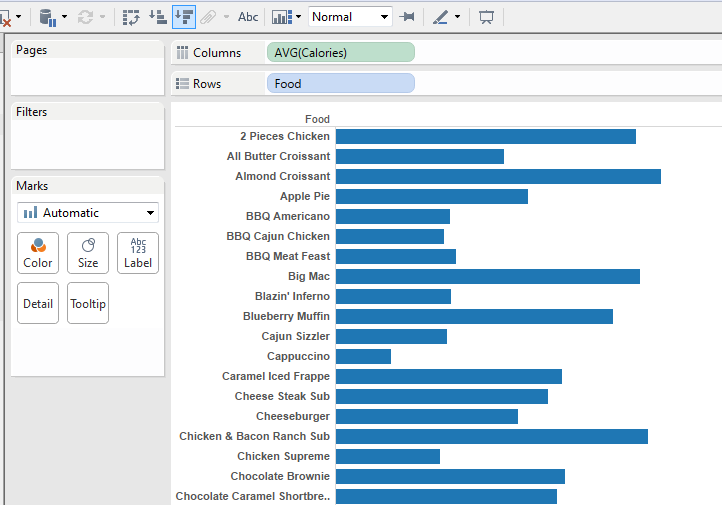 Abc Normal
Pages
Columns AVG(Calories)
Rows Food
Filters
Marks
Automatic
Color Size Abc 123 Label
Detail Tooltip
Food
2 Pieces Chicken
All Butter Croissant
Almond Croissant
Apple Pie
BBQ Americano
BBQ Cajun Chicken
BBQ Meat Feast
Big Mac
Blazin' Inferno
Blueberry Muffin
Cajun Sizzler
Cappuccino
Caramel Iced Frappe
Cheese Steak Sub
Cheeseburger
Chicken & Bacon Ranch Sub
Chicken Supreme
Chocolate Brownie
Chocolate Caramel Shortbre..